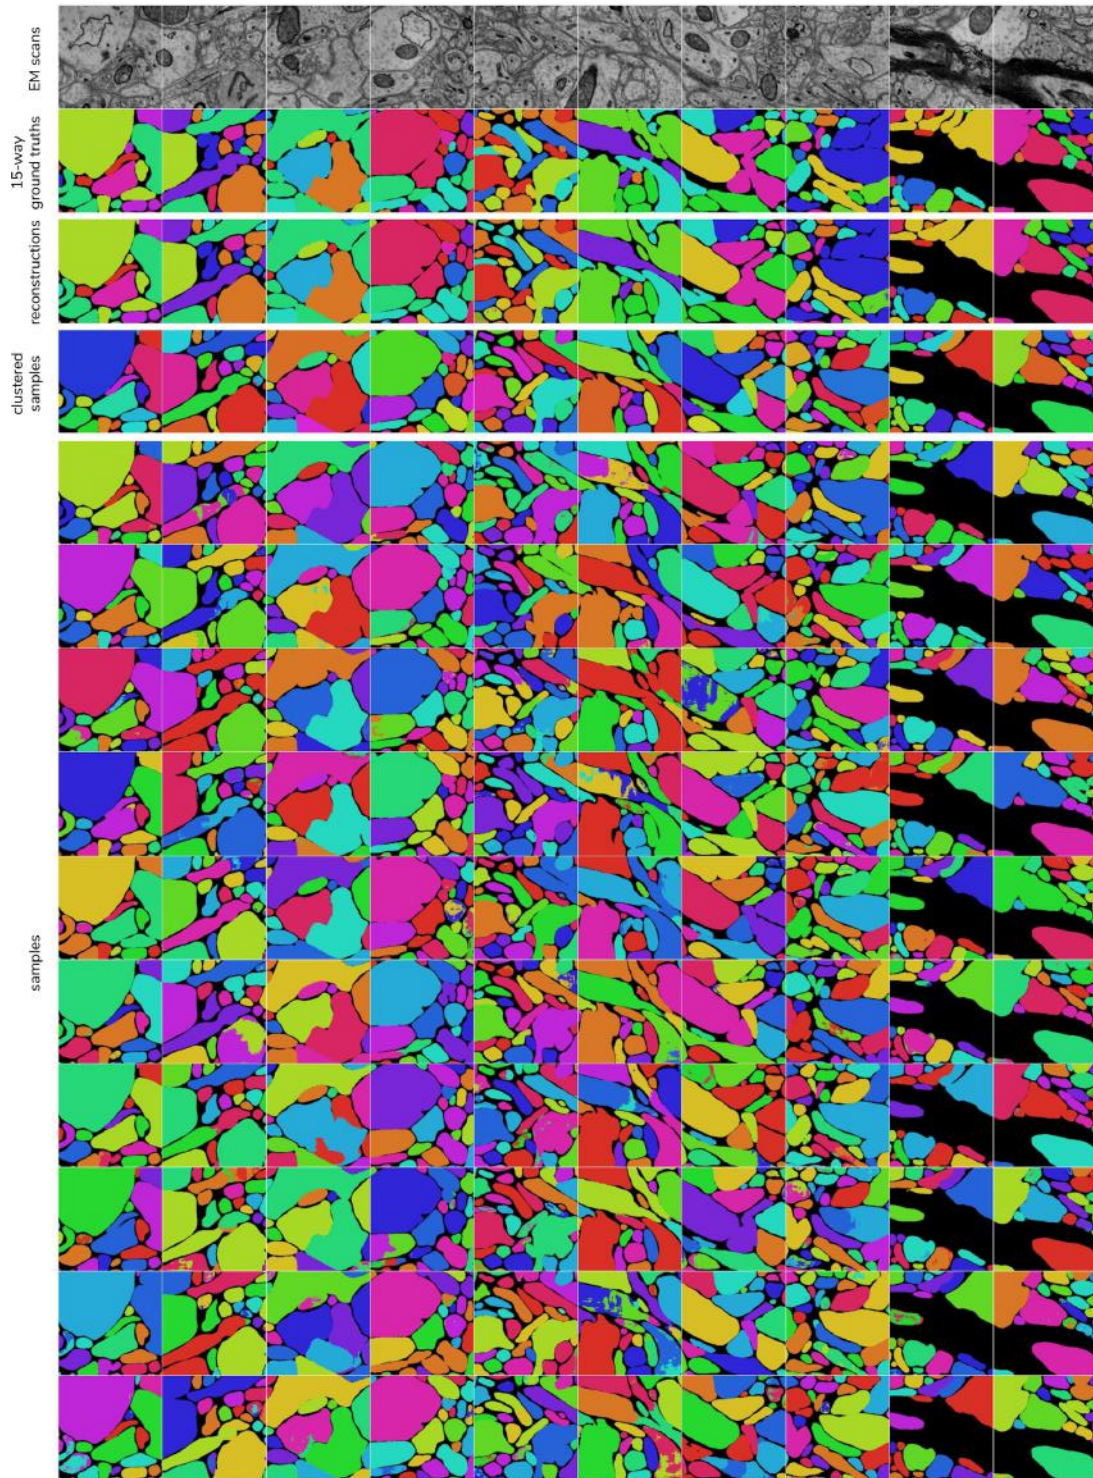 EM scans
15-way
ground truths
reconstructions
clustered
samples
samples